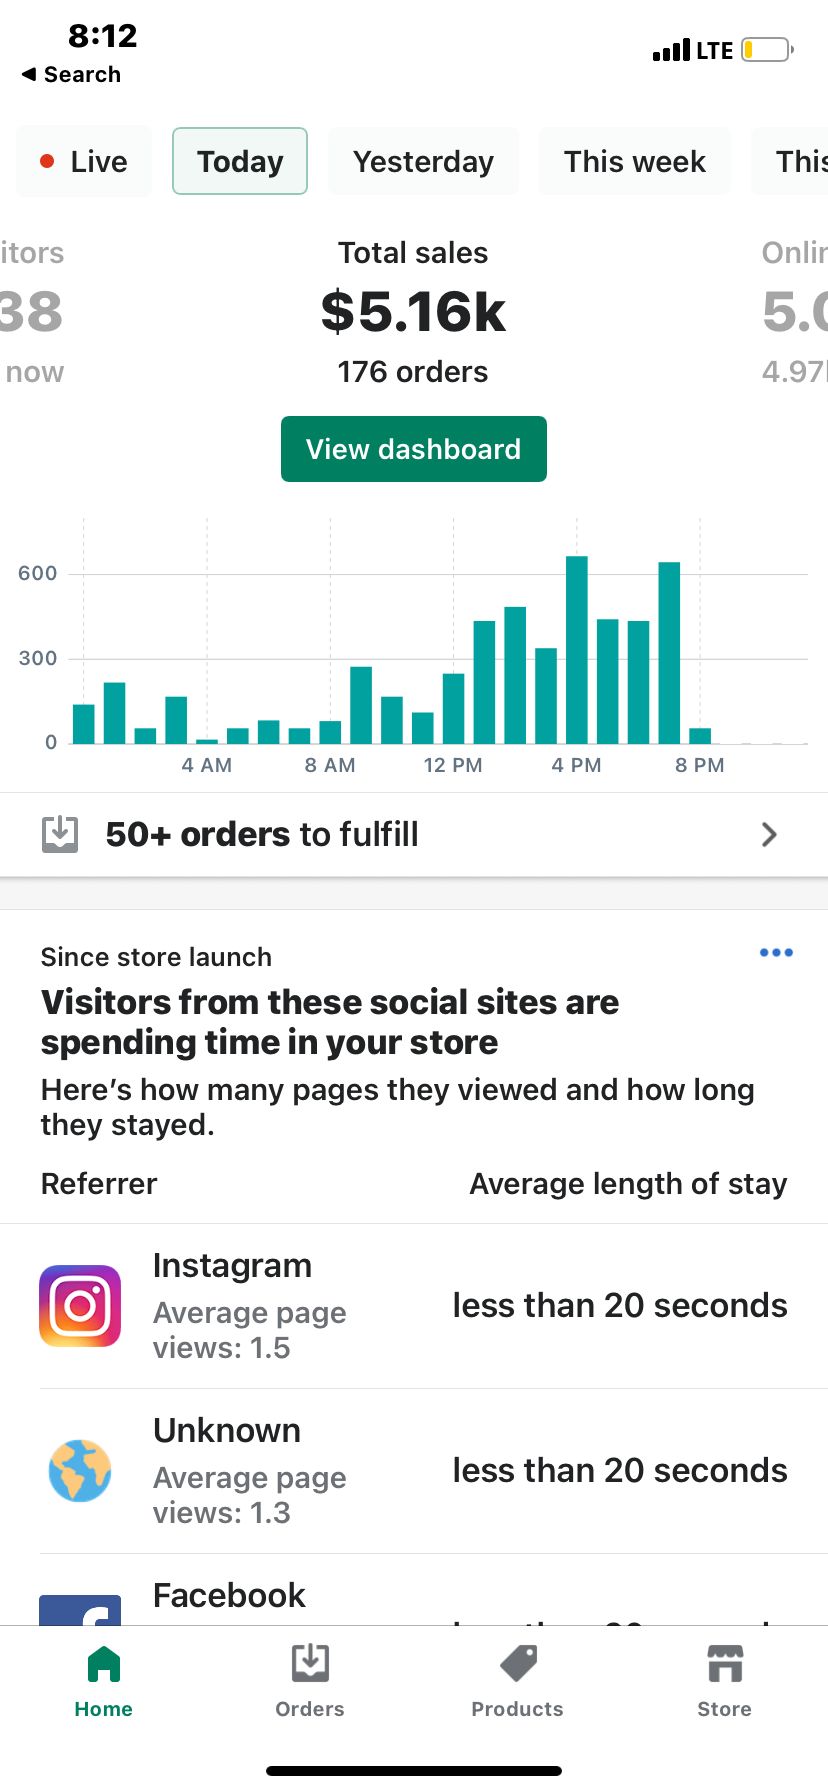 8:12
LTE
◀ Search
Live
Today
Yesterday
This week
This
itors
38
now
Total sales
$5.16k
176 orders
Onlin
5.0
4.97
View dashboard
600
300
0
4 AM
8 AM
12 PM
4 PM
8 PM
50+ orders to fulfill
Since store launch
Visitors from these social sites are
spending time in your store
Here's how many pages they viewed and how long
they stayed.
Referrer
Average length of stay
Instagram
Average page
views: 1.5
less than 20 seconds
Unknown
Average page
views: 1.3
less than 20 seconds
Facebook
Home
Orders
Products
Store